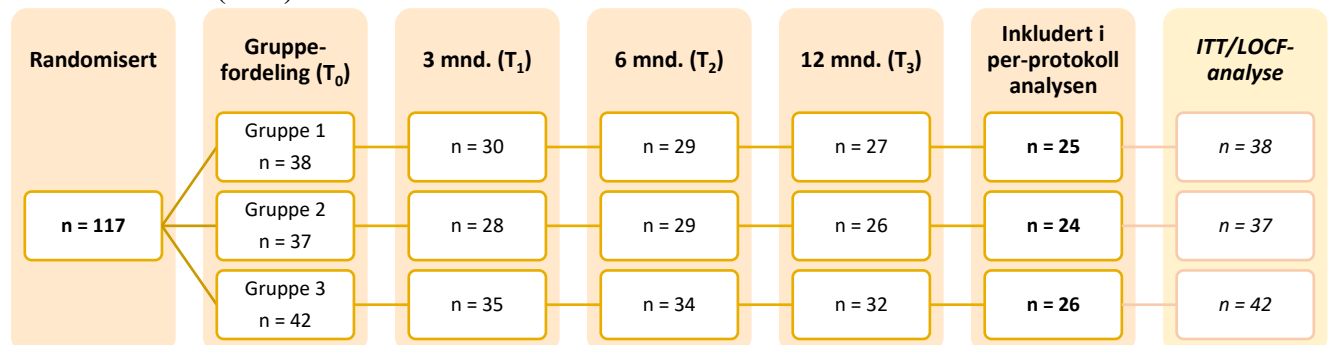 Randomisert
Gruppe-
fordeling (T0)
3 mnd. (T1)
6 mnd. (T2)
12 mnd. (T3)
Inkludert i
per-protokoll
analysen
ITT/LOCF-
analyse
n = 117
Gruppe 1
n = 38
n = 30
n = 29
n = 27
n = 25
n = 38
Gruppe 2
n = 37
n = 28
n = 29
n = 26
n = 24
n = 37
Gruppe 3
n = 42
n = 35
n = 34
n = 32
n = 26
n = 42